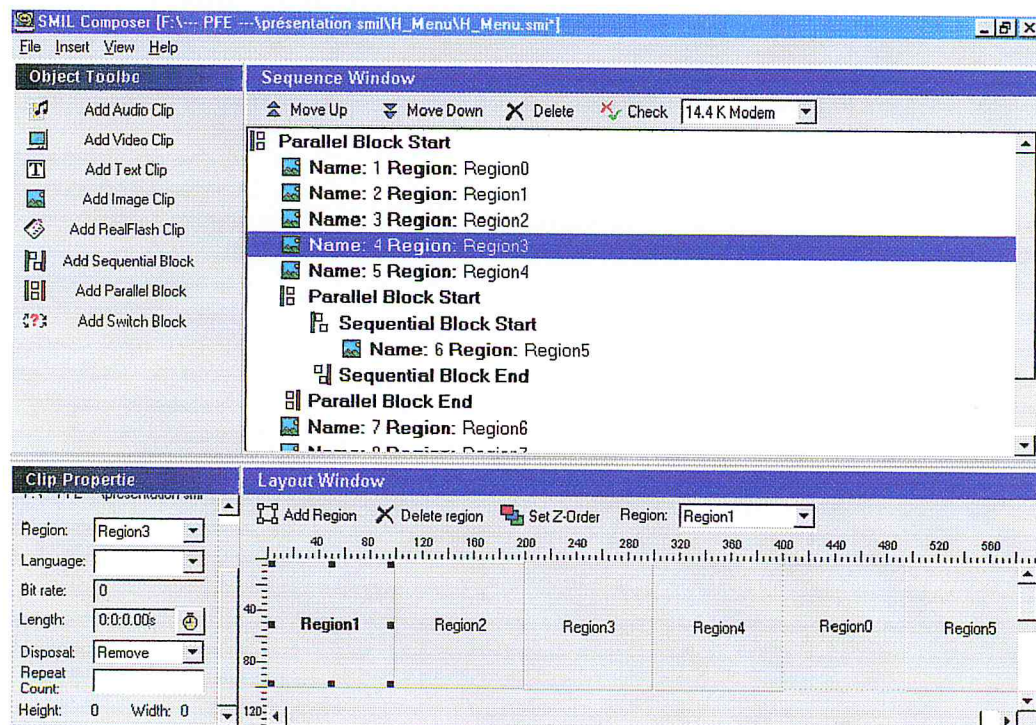 SMIL Composer [F:\--- PFE ---\présentation smil\H_Menu\H_Menu.smi*]
File Insert View Help
Object Toolbo
Add Audio Clip
Add Video Clip
Add Text Clip
Add Image Clip
Add RealFlash Clip
Add Sequential Block
Add Parallel Block
Add Switch Block
Sequence Window
Move Up Move Down Delete Check 14.4 K Modem
Parallel Block Start
Name: 1 Region: Region0
Name: 2 Region: Region1
Name: 3 Region: Region2
Name: 4 Region: Region3
Name: 5 Region: Region4
Parallel Block Start
Sequential Block Start
Name: 6 Region: Region5
Sequential Block End
Parallel Block End
Name: 7 Region: Region6
Name: 8 Region: Region7
Clip Propertie
Region: Region3
Language:
Bit rate: 0
Length: 0:0:0.00s
Disposal: Remove
Repeat Count:
Height: 0 Width: 0
Layout Window
Add Region Delete region Set Z-Order Region: Region1
40 80 120 160 200 240 280 320 360 400 440 480 520 560
40
80
120
Region1 Region2 Region3 Region4 Region0 Region5